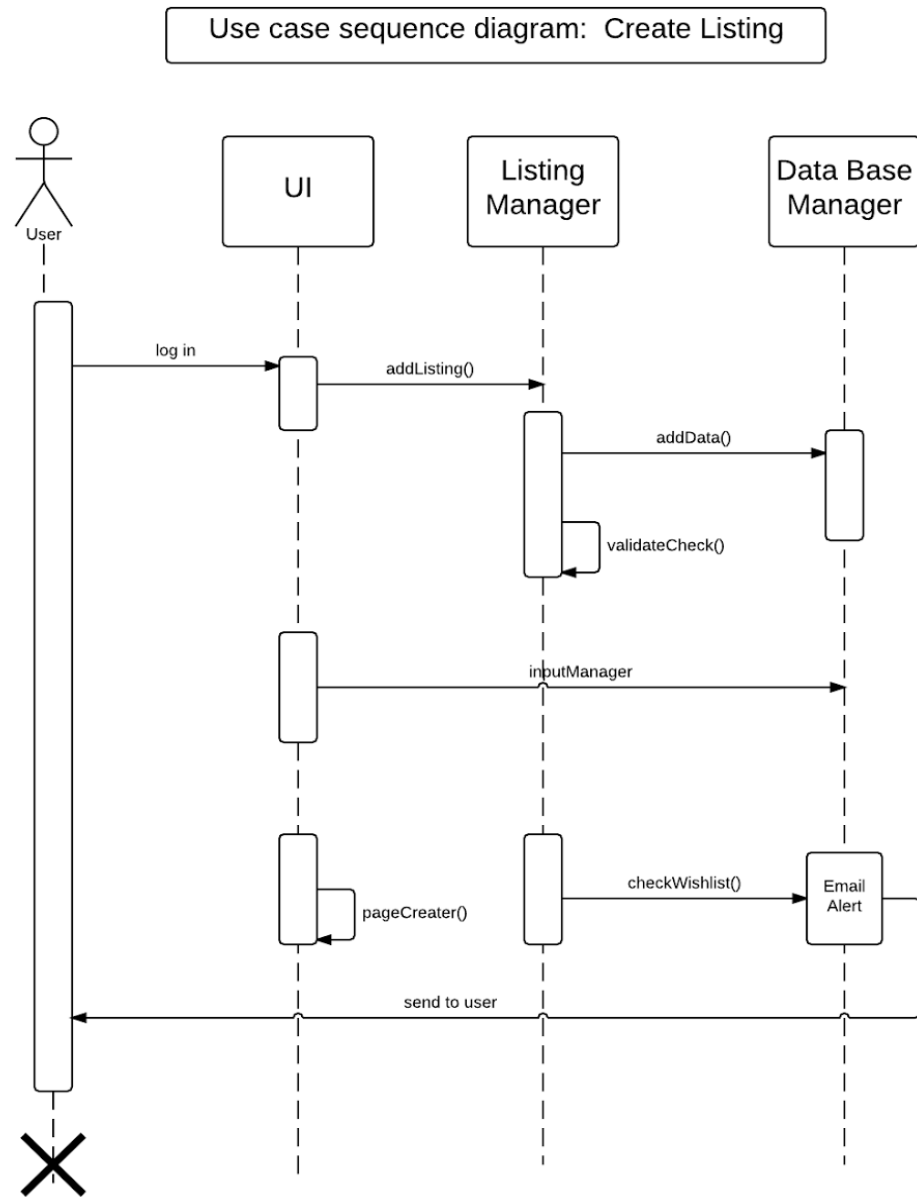 Use case sequence diagram:  Create Listing
User
UI
Listing
Manager
Data Base
Manager
log in
addListing()
addData()
validateCheck()
inputManager
pageCreater()
checkWishlist()
Email
Alert
send to user